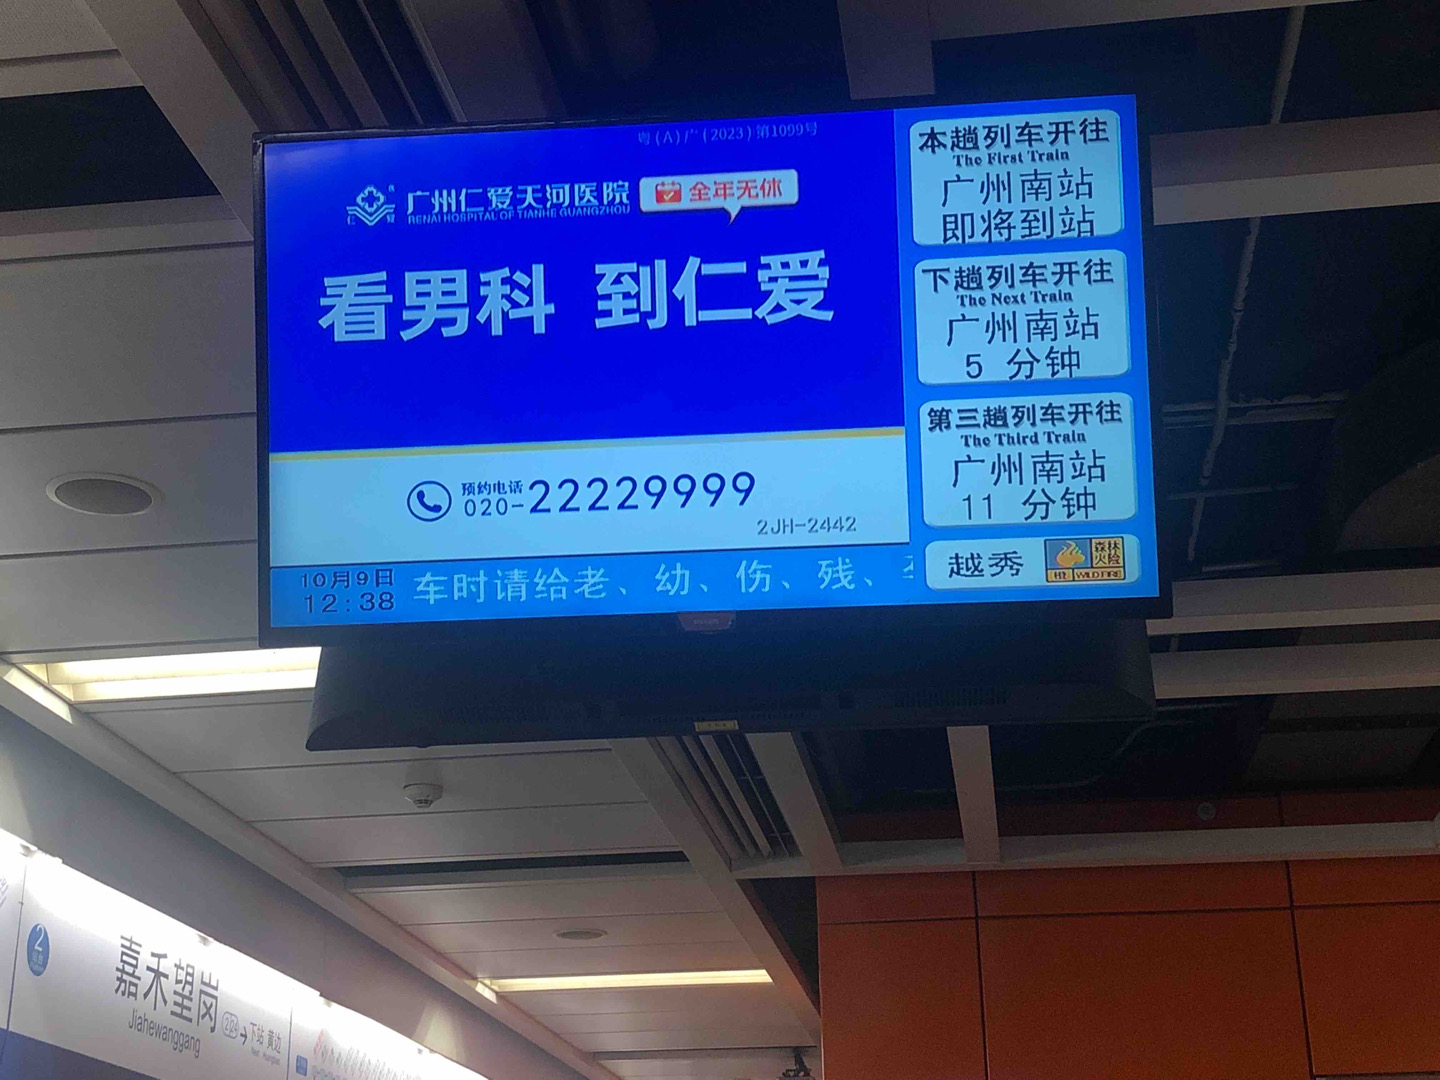 粤(A)广(2023)第1099号
广州仁爱天河医院
RENAI HOSPITAL OF TIANHE GUANGZHOU
全年无休
看男科 到仁爱
预约电话
020-22229999
2JH-2442
10月9日
12:38
车时请给老、幼、伤、残、
本趟列车开往
The First Train
广州南站
即将到站
下趟列车开往
The Next Train
广州南站
5 分钟
第三趟列车开往
The Third Train
广州南站
11 分钟
越秀
森林
火险
WILD FIRE
2
嘉禾望岗
Jiahewanggang
下站 黄边